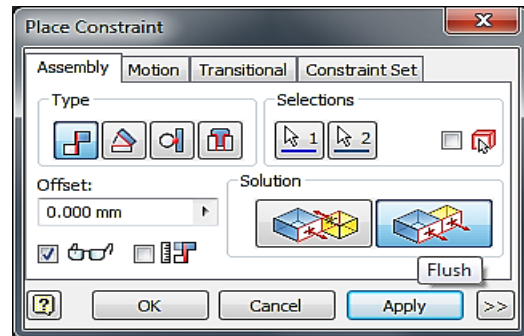 Place Constraint
Assembly Motion Transitional Constraint Set
Type
Selections
1 2
Offset:
0.000 mm
Solution
Flush
? OK Cancel Apply >>